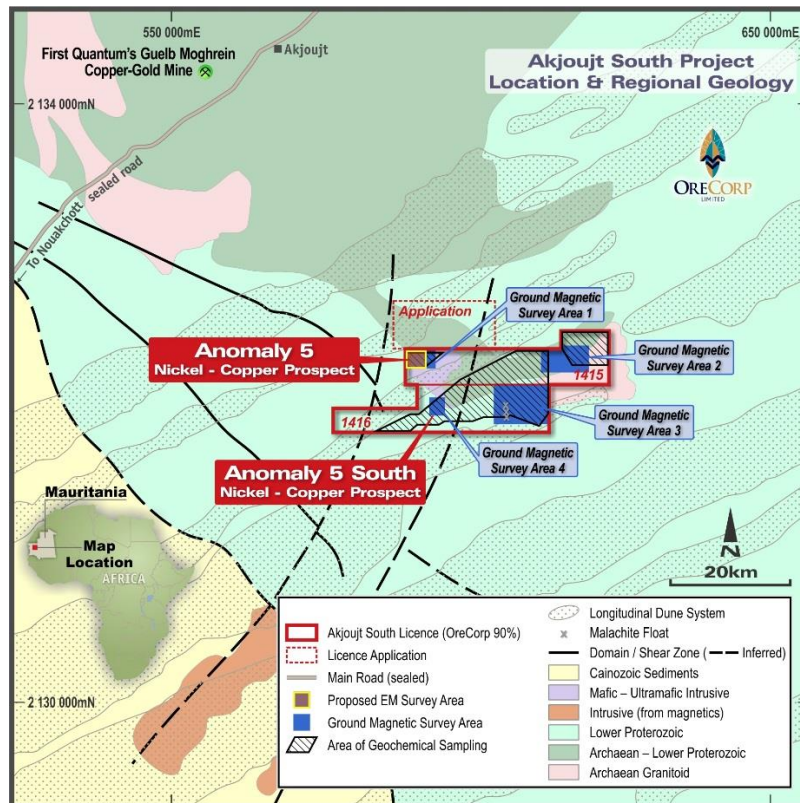 550 000mE
650 000mE
First Quantum's Guelb Moghrein
Copper-Gold Mine
Akjoujt
Akjoujt South Project
Location & Regional Geology
2 134 000mN
ORECORP
LIMITED
To Nouakchott sealed road
Application
Ground Magnetic
Survey Area 1
Anomaly 5
Nickel - Copper Prospect
Ground Magnetic
Survey Area 2
1415
1416
Ground Magnetic
Survey Area 3
Anomaly 5 South
Nickel - Copper Prospect
Ground Magnetic
Survey Area 4
Mauritania
Map
Location
AFRICA
N
20km
2 130 000mN
Akjoujt South Licence (OreCorp 90%)
Licence Application
Main Road (sealed)
Proposed EM Survey Area
Ground Magnetic Survey Area
Area of Geochemical Sampling
Longitudinal Dune System
Malachite Float
Domain / Shear Zone ( Inferred)
Cainozoic Sediments
Mafic – Ultramafic Intrusive
Intrusive (from magnetics)
Lower Proterozoic
Archaean – Lower Proterozoic
Archaean Granitoid